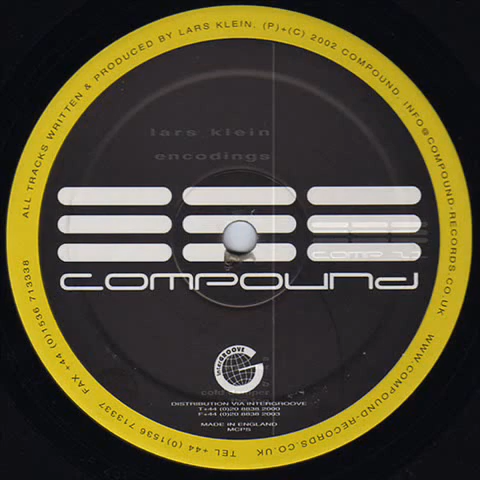 ALL TRACKS WRITTEN & PRODUCED BY LARS KLEIN. (P)+(C) 2002 COMPOUND. INFO@COMPOUND-RECORDS.CO.UK WWW.COMPOUND-RECORDS.CO.UK TEL +44 (0)1536 713337 FAX +44 (0)1536 713338
lars klein
encodings
compound
InterGROOVE
G
DISTRIBUTION VIA INTERGROOVE
T+44 (0)20 8838 2000
F+44 (0)20 8838 2003
MADE IN ENGLAND
MCPS